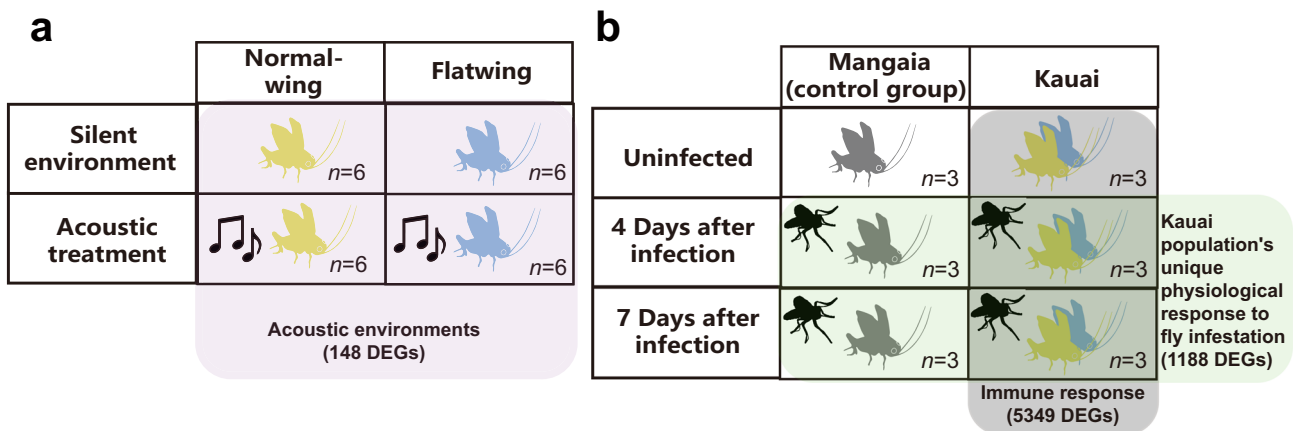 a
Normal-
wing
Flatwing
Silent
environment
n=6
n=6
Acoustic
treatment
n=6
n=6
Acoustic environments
(148 DEGs)
b
Mangaia
(control group)
Kauai
Uninfected
n=3
n=3
4 Days after
infection
n=3
n=3
7 Days after
infection
n=3
n=3
Kauai
population's
unique
physiological
response to
fly infestation
(1188 DEGs)
Immune response
(5349 DEGs)